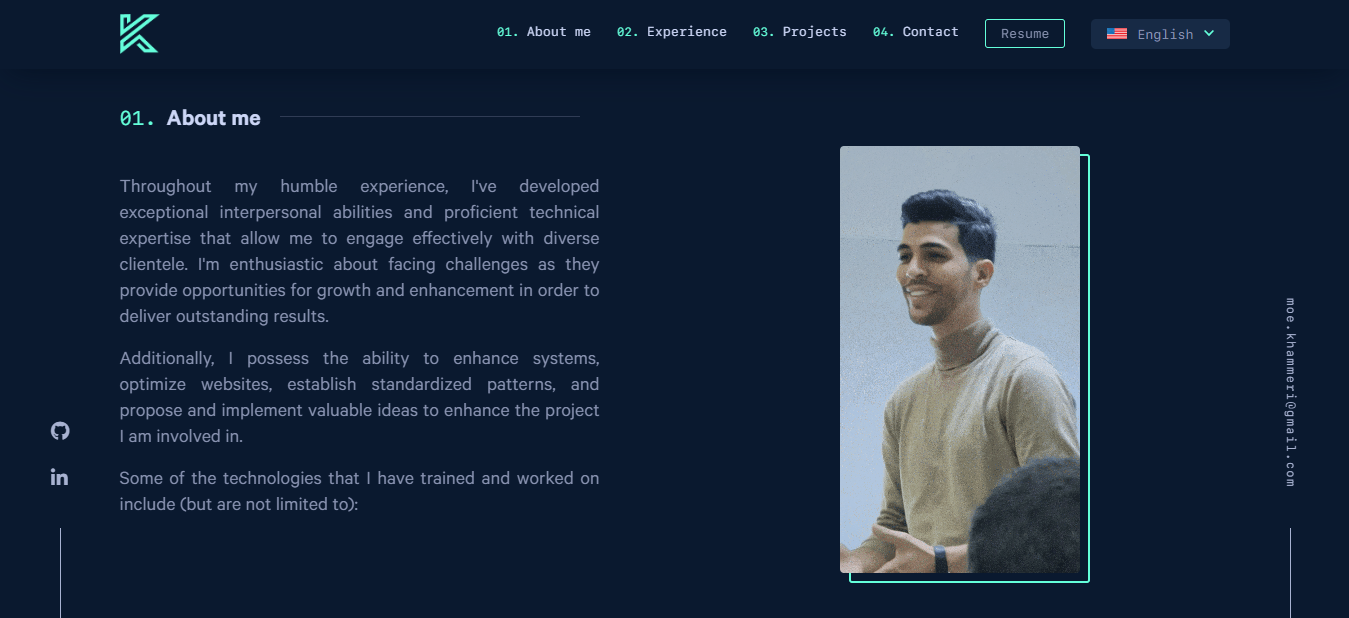 01. About me
02. Experience
03. Projects
04. Contact
Resume
English
01. About me
Throughout my humble experience, I've developed
exceptional interpersonal abilities and proficient technical
expertise that allow me to engage effectively with diverse
clientele. I'm enthusiastic about facing challenges as they
provide opportunities for growth and enhancement in order to
deliver outstanding results.
Additionally, I possess the ability to enhance systems,
optimize websites, establish standardized patterns, and
propose and implement valuable ideas to enhance the project
I am involved in.
Some of the technologies that I have trained and worked on
include (but are not limited to):
in
moe.khammeri@gmail.com